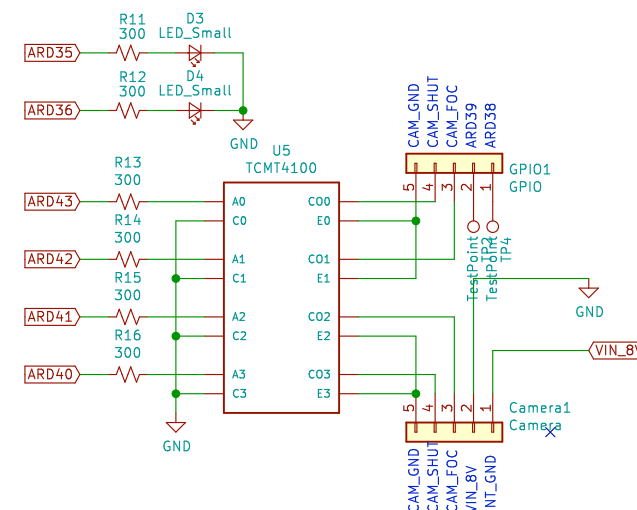 R11
300
D3
LED_Small
ARD35
R12
300
D4
LED_Small
ARD36
GND
CAM_GND
CAM_SHUT
CAM_FOC
ARD39
ARD38
U5
TCMT4100
GPIO1
GPIO
5
4
3
2
1
R13
300
ARD43
A0
CO0
C0
E0
R14
300
ARD42
A1
CO1
C1
E1
TestPoint
TP2
TestPoint
TP4
GND
R15
300
ARD41
A2
CO2
C2
E2
R16
300
ARD40
A3
CO3
C3
E3
VIN_8V
GND
5
4
3
2
1
Camera1
Camera
CAM_GND
CAM_SHUT
CAM_FOC
VIN_8V
NT_GND